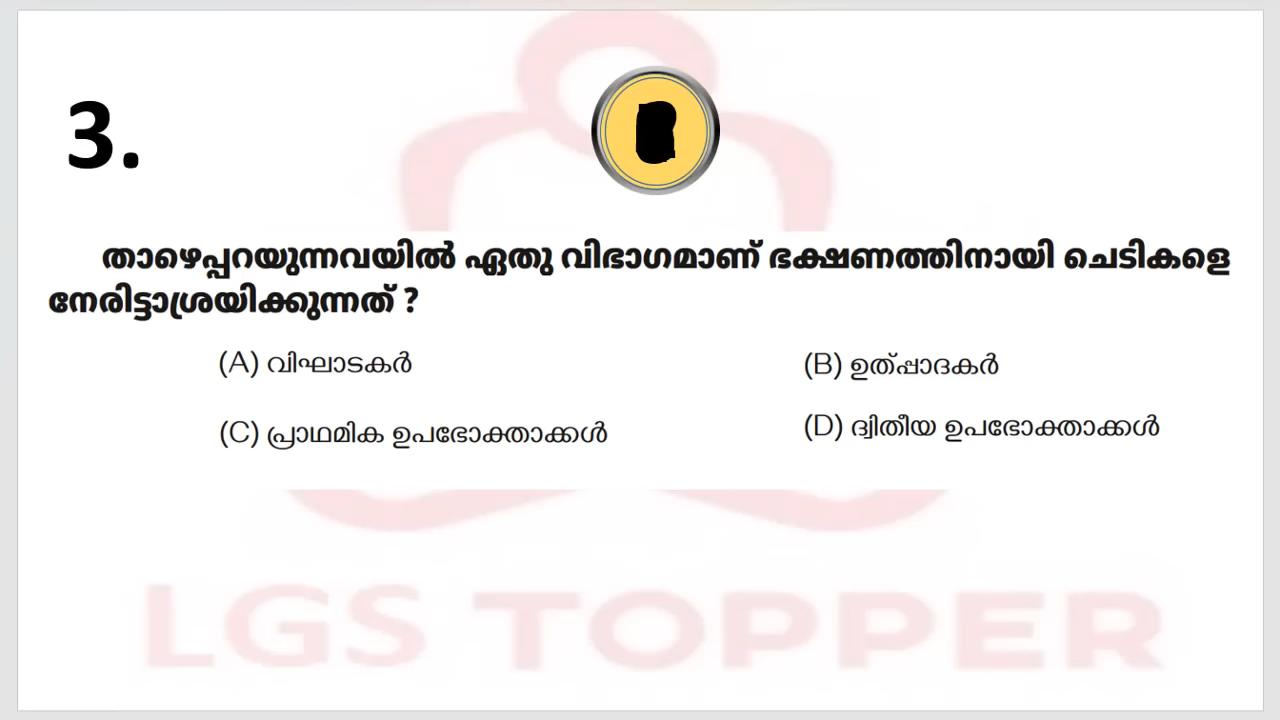 3.
താഴെപ്പറയുന്നവയിൽ ഏതു വിഭാഗമാണ് ഭക്ഷണത്തിനായി ചെടികളെ
നേരിട്ടാശ്രയിക്കുന്നത് ?
(A) വിഘാടകർ
(B) ഉത്പ്പാദകർ
(C) പ്രാഥമിക ഉപഭോക്താക്കൾ
(D) ദ്വിതീയ ഉപഭോക്താക്കൾ
LGS TOPPER